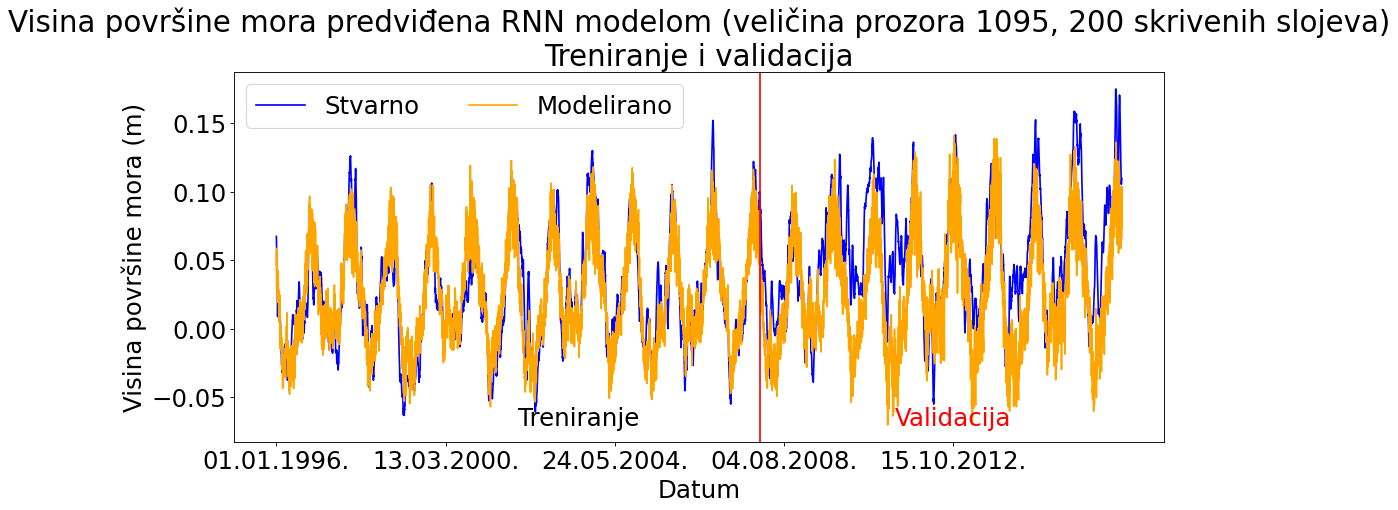 Visina površine mora predviđena RNN modelom (veličina prozora 1095, 200 skrivenih slojeva)
Treniranje i validacija
Stvarno
Modelirano
Visina površine mora (m)
0.15
0.10
0.05
0.00
−0.05
Treniranje
Validacija
01.01.1996.
13.03.2000.
24.05.2004.
04.08.2008.
15.10.2012.
Datum